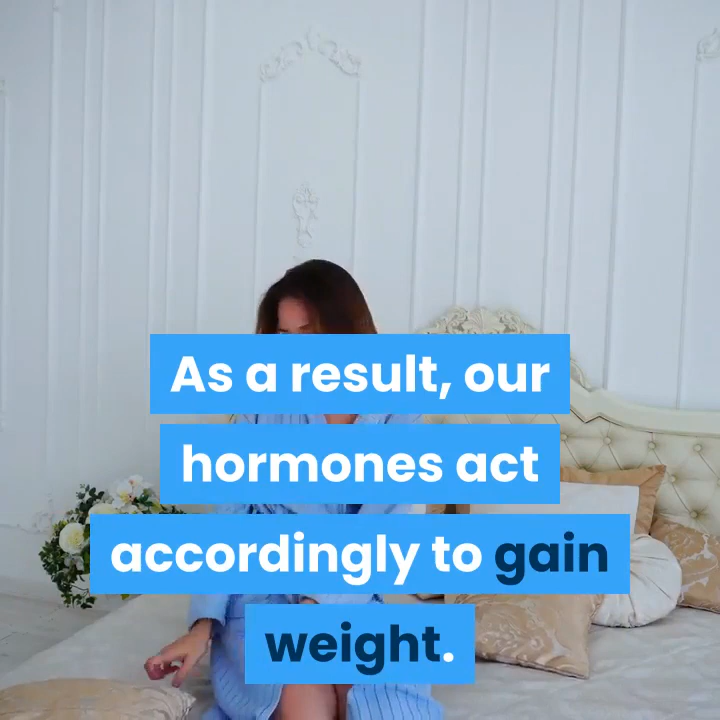 As a result, our
hormones act
accordingly to gain
weight.